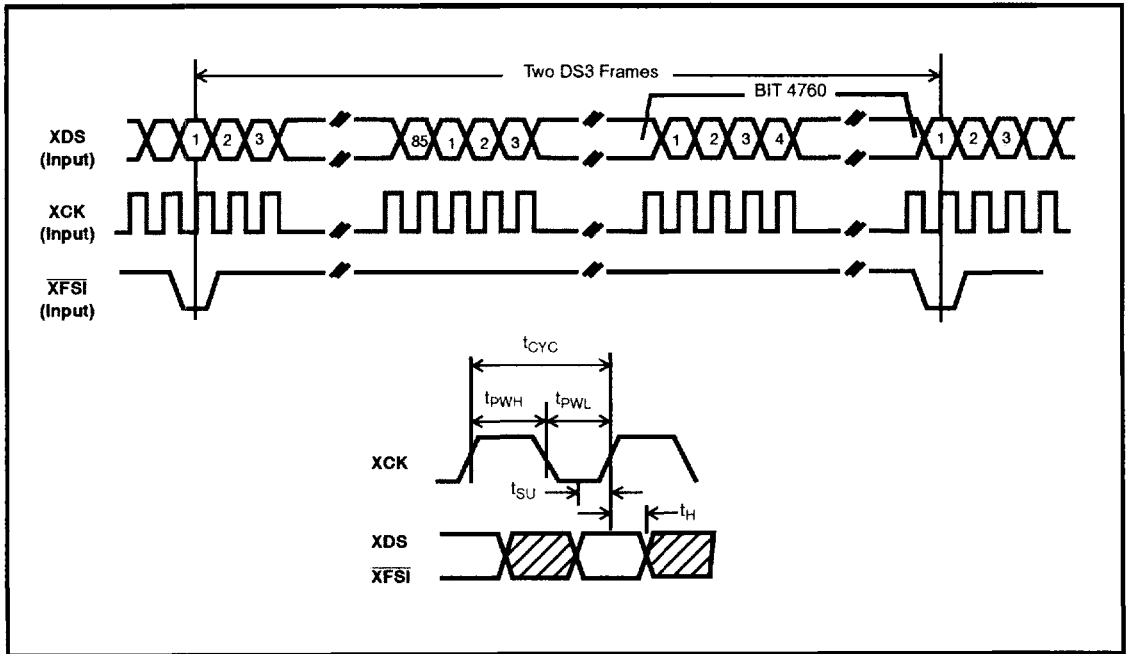 Two DS3 Frames
BIT 4760
XDS
(Input)
1 2 3 85 1 2 3 1 2 3 4 1 2 3
XCK
(Input)
XFSI
(Input)
tCYC
tPWH tPWL
XCK
tSU
tH
XDS
XFSI